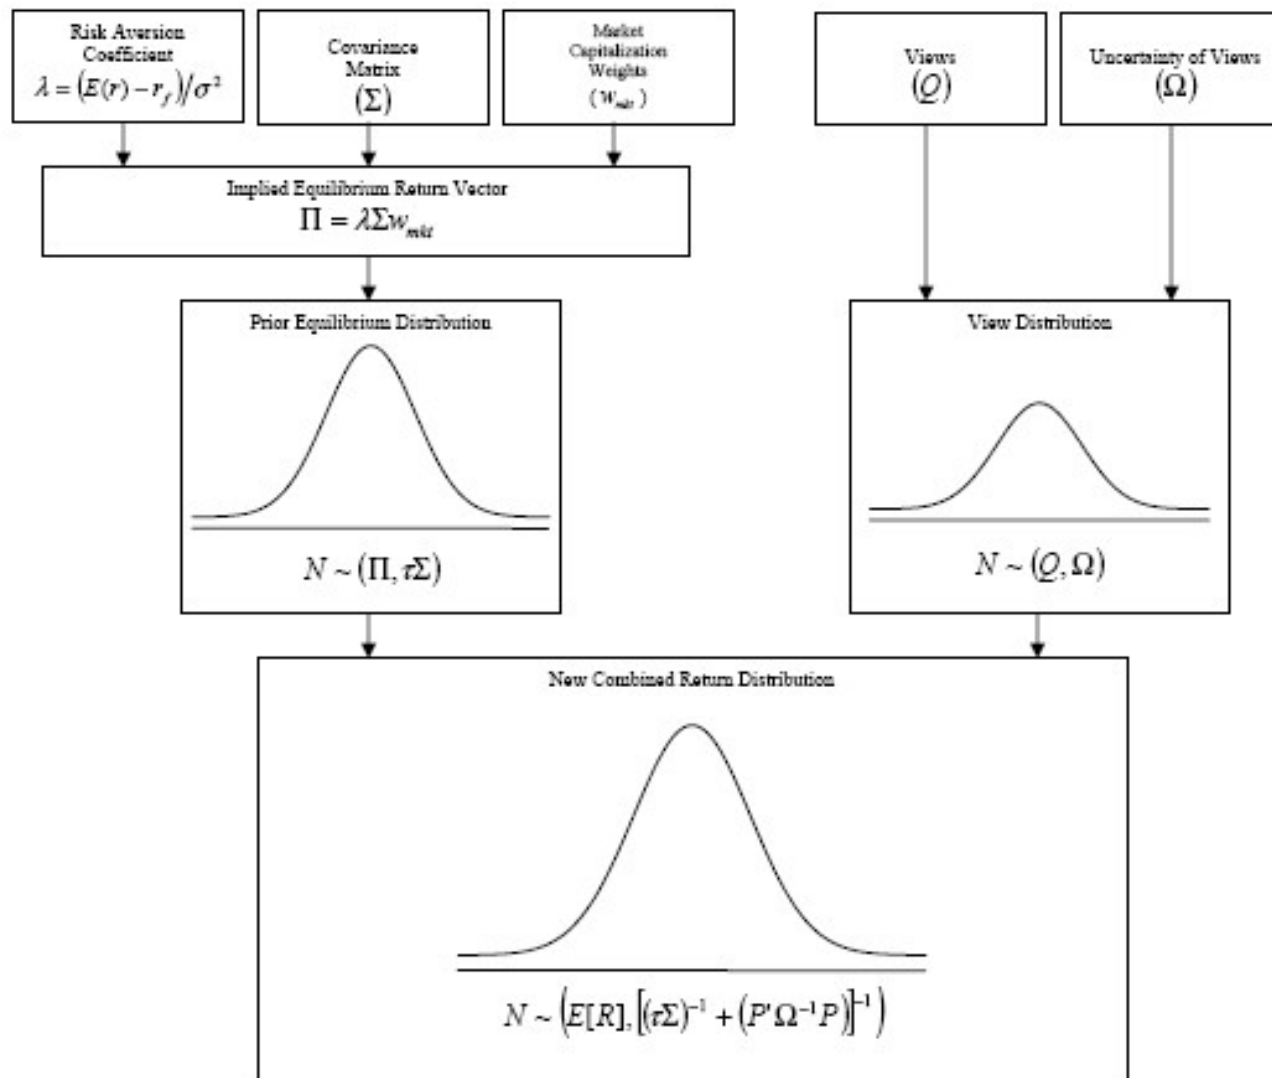 Risk Aversion
Coefficient
λ = (E(r) − r_f)/σ²
Covariance
Matrix
(Σ)
Market
Capitalization
Weights
(w_mkt)
Views
(Q)
Uncertainty of Views
(Ω)
Implied Equilibrium Return Vector
Π = λΣw_mkt
Prior Equilibrium Distribution
N ~ (Π, τΣ)
View Distribution
N ~ (Q, Ω)
New Combined Return Distribution
N ~ (E[R], [(τΣ)⁻¹ + (P'Ω⁻¹P)]⁻¹)